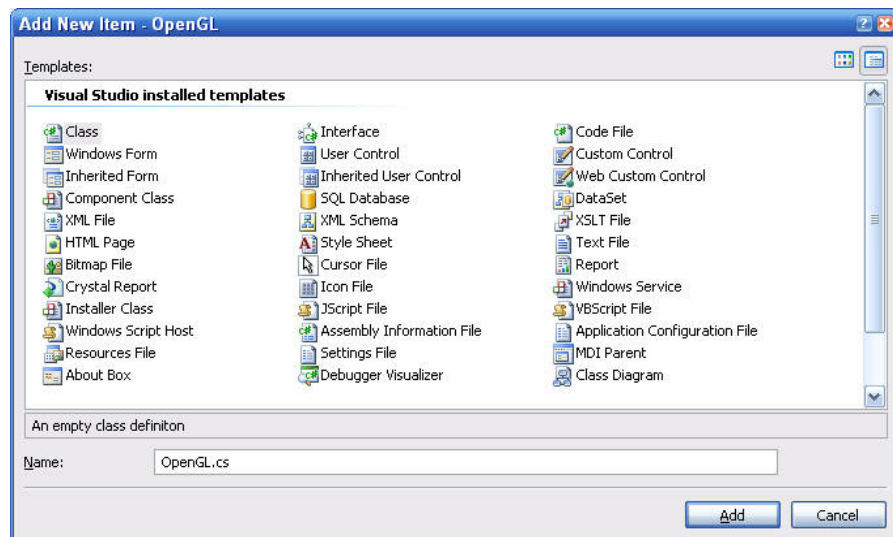 Add New Item - OpenGL
Templates:
Visual Studio installed templates
Class Interface Code File
Windows Form User Control Custom Control
Inherited Form Inherited User Control Web Custom Control
Component Class SQL Database DataSet
XML File XML Schema XSLT File
HTML Page Style Sheet Text File
Bitmap File Cursor File Report
Crystal Report Icon File Windows Service
Installer Class JScript File VBScript File
Windows Script Host Assembly Information File Application Configuration File
Resources File Settings File MDI Parent
About Box Debugger Visualizer Class Diagram
An empty class definiton
Name: OpenGL.cs
Add Cancel